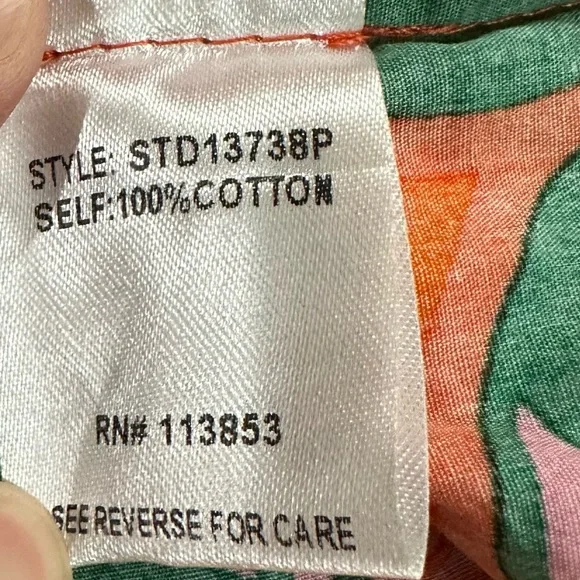 STYLE: STD13738P
SELF:100%COTTON
RN# 113853
SEE REVERSE FOR CARE